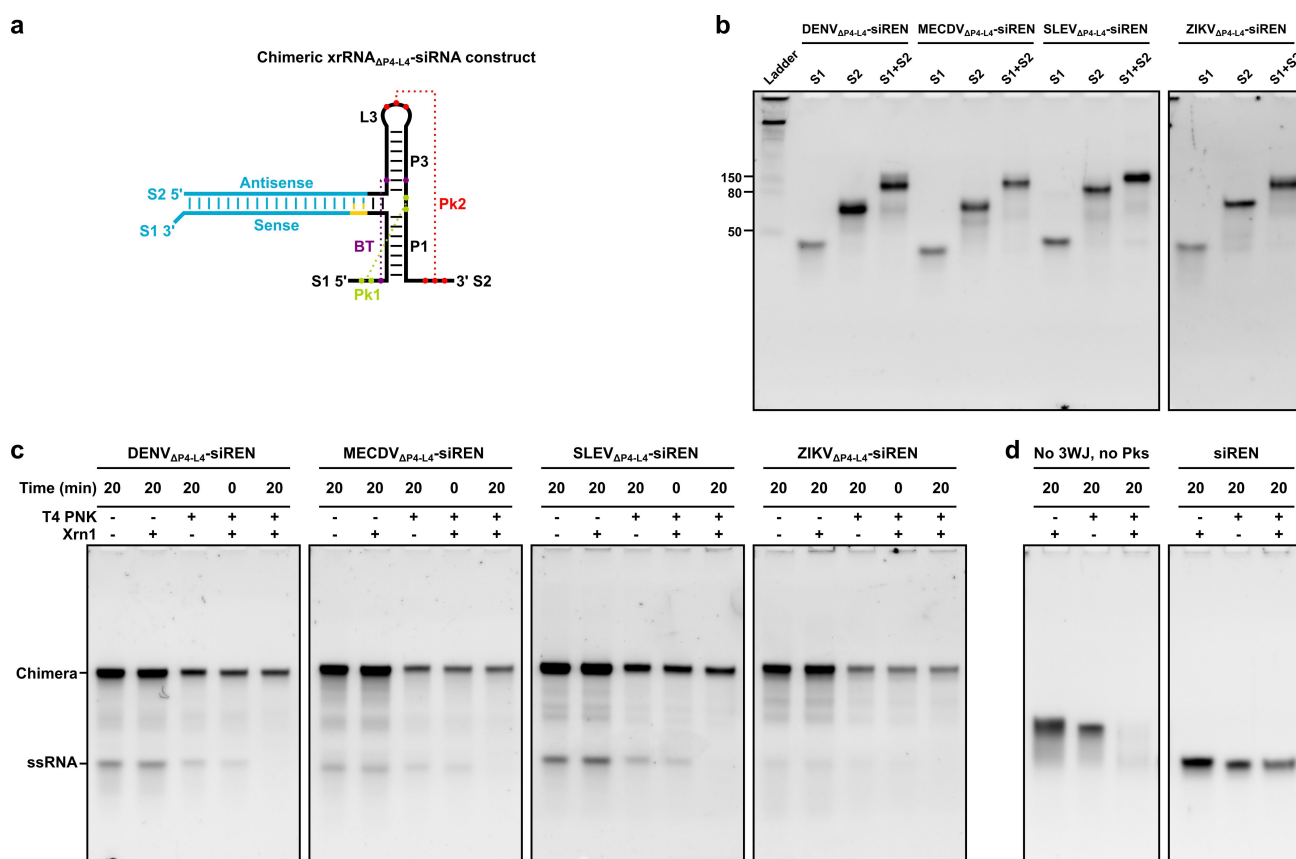 a
Chimeric xrRNAΔP4-L4-siRNA construct
L3
P3
Antisense
S2 5'
Pk2
Sense
S1 3'
BT
P1
S1 5'
3' S2
Pk1
b
DENVΔP4-L4-siREN MECDVΔP4-L4-siREN SLEVΔP4-L4-siREN ZIKVΔP4-L4-siREN
Ladder S1 S2 S1+S2 S1 S2 S1+S2 S1 S2 S1+S2 S1 S2 S1+S2
150
80
50
c
DENVΔP4-L4-siREN MECDVΔP4-L4-siREN SLEVΔP4-L4-siREN ZIKVΔP4-L4-siREN
Time (min) 20 20 20 0 20 20 20 20 0 20 20 20 20 0 20 20 20 20 0 20
T4 PNK - - + + + - - + + + - - + + + - - + + +
Xrn1 - + - + + - + - + + - + - + + - + - + +
Chimera
ssRNA
d
No 3WJ, no Pks siREN
20 20 20 20 20 20
- + + - + +
+ - + + - +